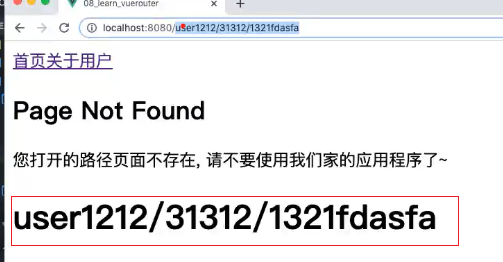 08_learn_vuerouter
localhost:8080/user1212/31312/1321fdasfa
首页关于用户
Page Not Found
您打开的路径页面不存在, 请不要使用我们家的应用程序了~
user1212/31312/1321fdasfa